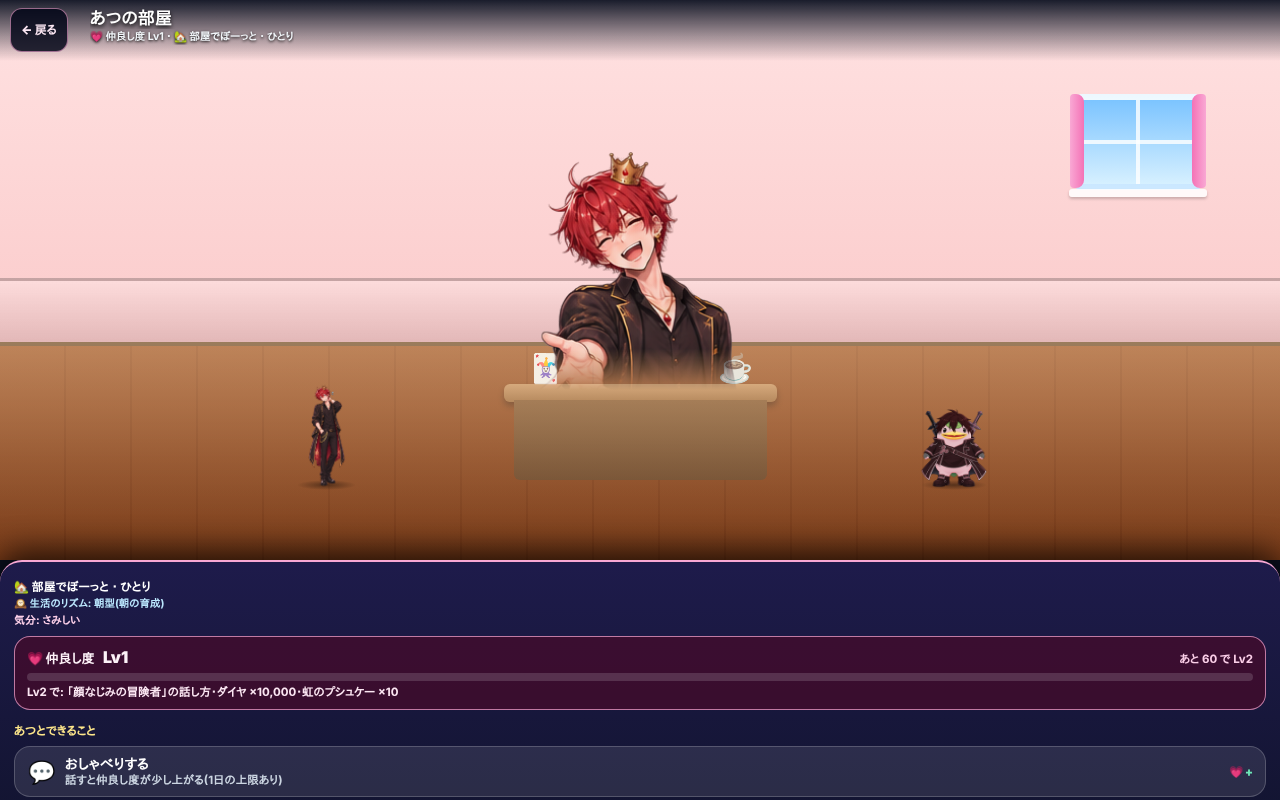 ← 戻る
あつの部屋
💗 仲良し度 Lv1・🏡 部屋でぼーっと・ひとり
🏡 部屋でぼーっと・ひとり
🕰️ 生活のリズム: 朝型(朝の育成)
気分: さみしい
💗 仲良し度 Lv1
あと 60 で Lv2
Lv2 で: 「顔なじみの冒険者」の話し方・ダイヤ ×10,000・虹のプシュケー ×10
あつとできること
💬 おしゃべりする
話すと仲良し度が少し上がる(1日の上限あり)
💗+